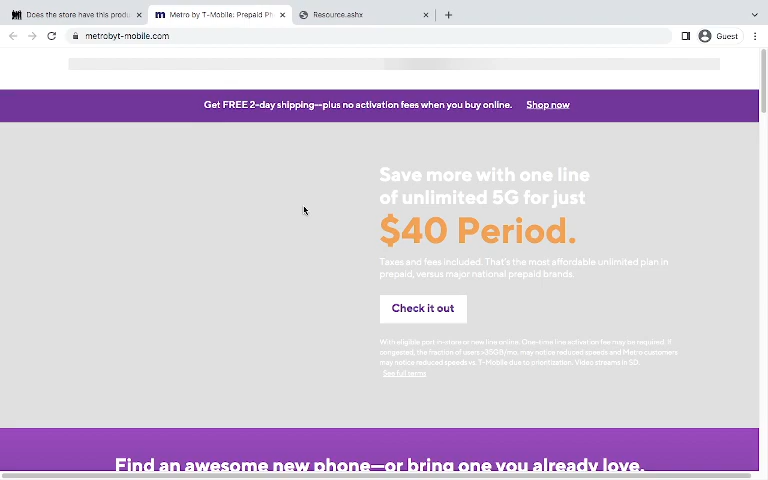 Does the store have this produ
Metro by T-Mobile: Prepaid Ph
Resource.ashx
metrobyt-mobile.com
Guest
Get FREE 2-day shipping--plus no activation fees when you buy online. Shop now
Save more with one line
of unlimited 5G for just
$40 Period.
Taxes and fees included. That's the most affordable unlimited plan in
prepaid, versus major national prepaid brands.
Check it out
With eligible port in-store or new line online. One-time line activation fee may be required. If
congested, the fraction of users >35GB/mo. may notice reduced speeds and Metro customers
may notice reduced speeds vs. T-Mobile due to prioritization. Video streams in SD.
See full terms
Find an awesome new phone—or bring one you already love.